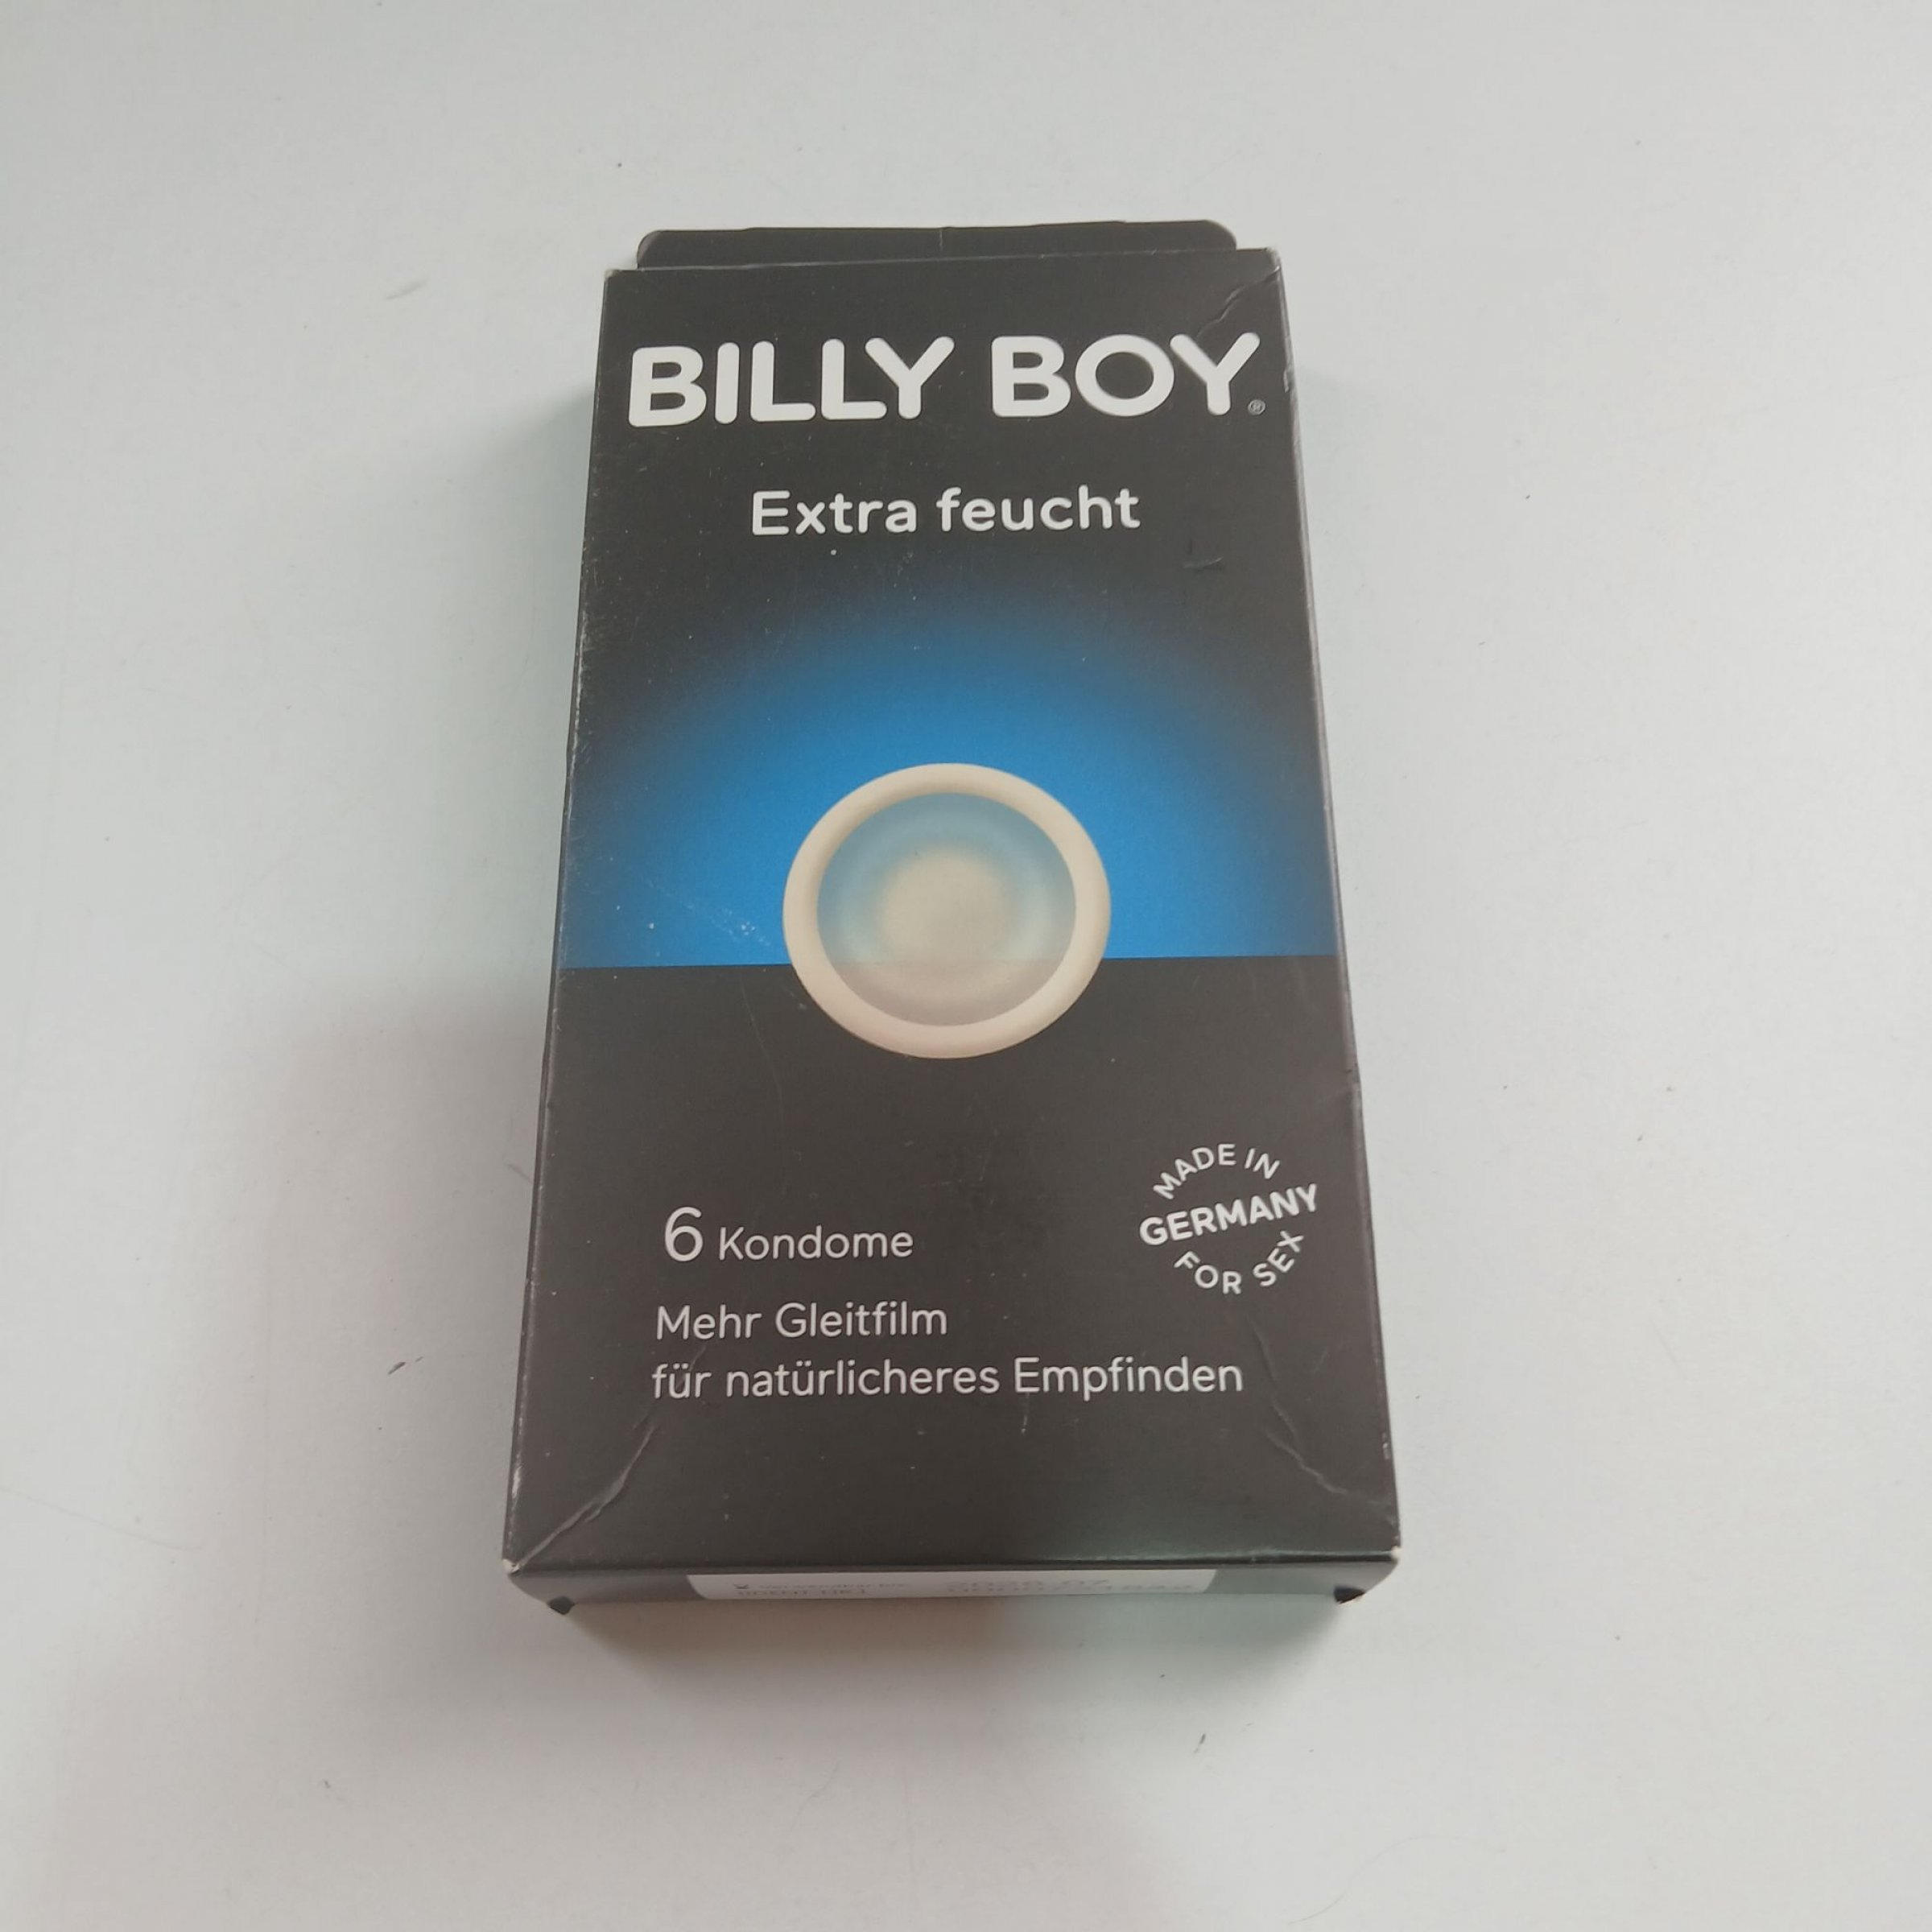 BILLY BOY®
Extra feucht
MADE IN
GERMANY
FOR SEX
6 Kondome
Mehr Gleitfilm
für natürlicheres Empfinden